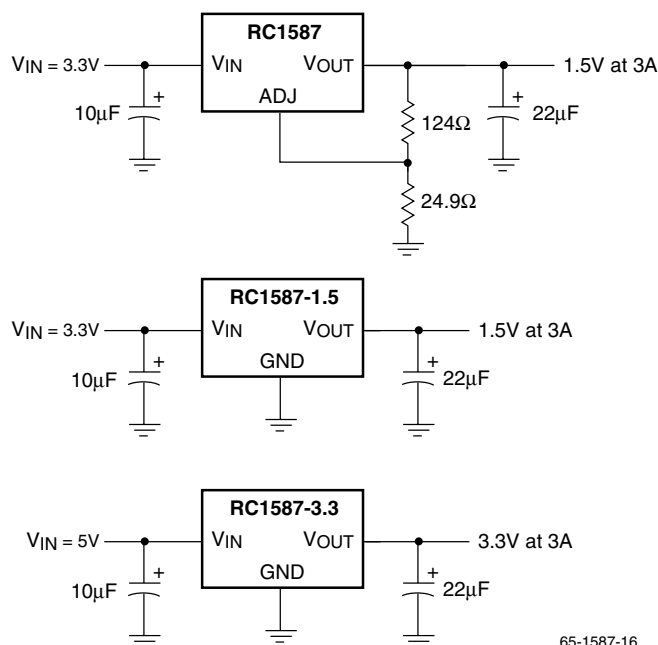 RC1587
VIN = 3.3V
VIN
VOUT
1.5V at 3A
ADJ
10μF
+
124Ω
+
22μF
24.9Ω
RC1587-1.5
VIN = 3.3V
VIN
VOUT
1.5V at 3A
GND
10μF
+
+
22μF
RC1587-3.3
VIN = 5V
VIN
VOUT
3.3V at 3A
GND
10μF
+
+
22μF
65-1587-16